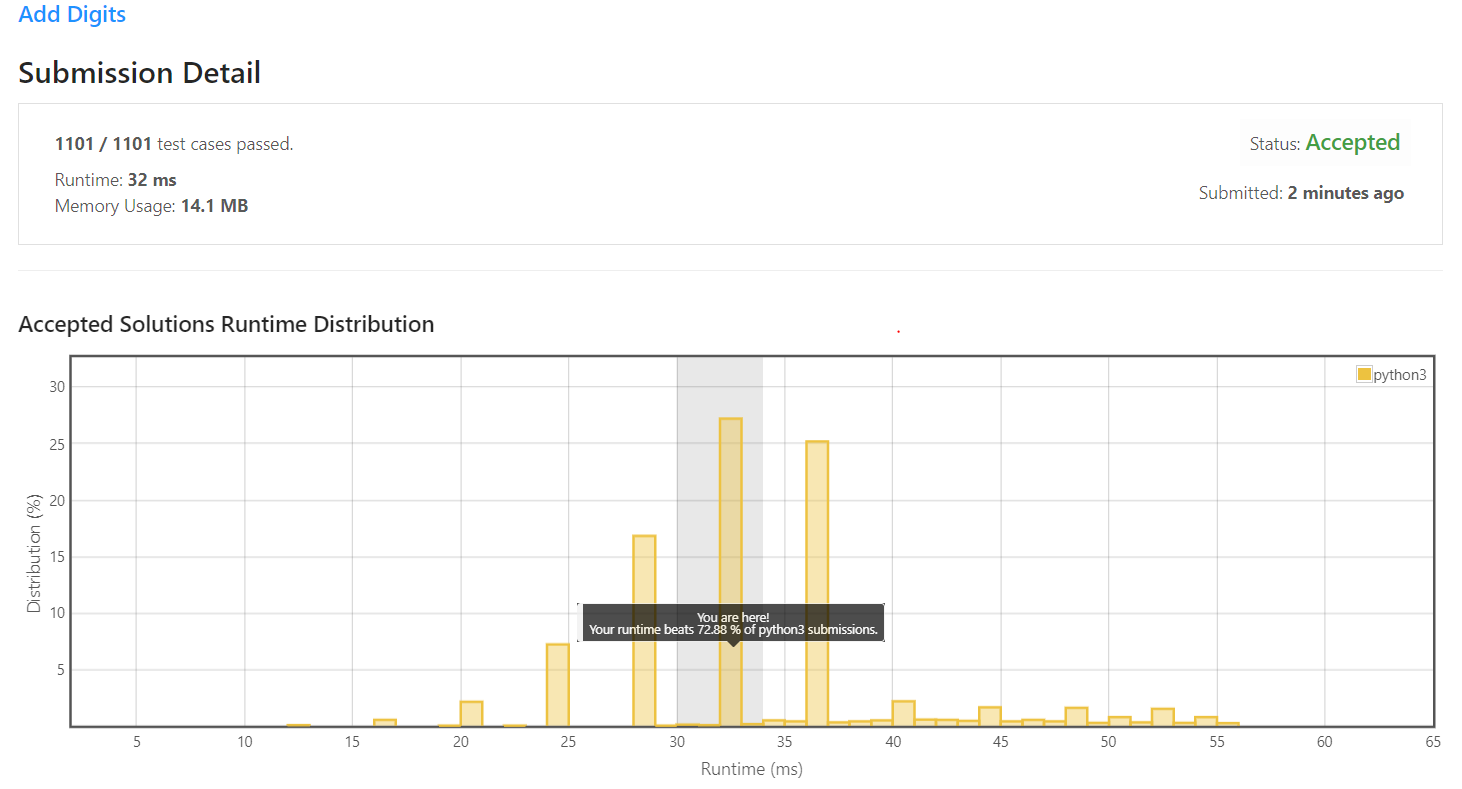 Add Digits
Submission Detail
1101 / 1101 test cases passed.
Status: Accepted
Runtime: 32 ms
Memory Usage: 14.1 MB
Submitted: 2 minutes ago
Accepted Solutions Runtime Distribution
python3
Distribution (%)
30
25
20
15
10
5
You are here!
Your runtime beats 72.88 % of python3 submissions.
5 10 15 20 25 30 35 40 45 50 55 60 65
Runtime (ms)